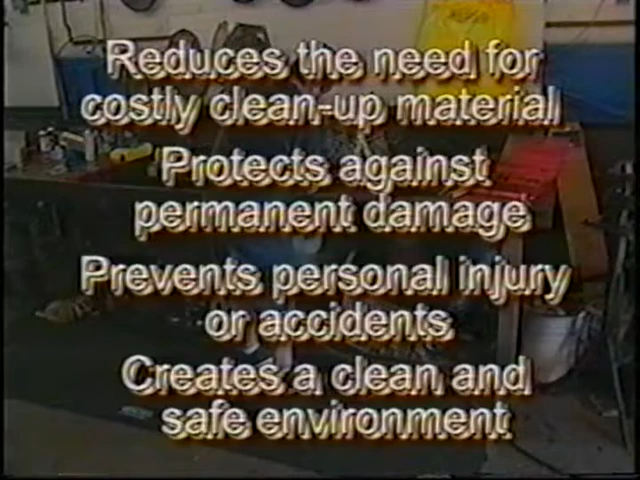 Reduces the need for
costly clean-up material
Protects against
permanent damage
Prevents personal injury
or accidents
Creates a clean and
safe environment